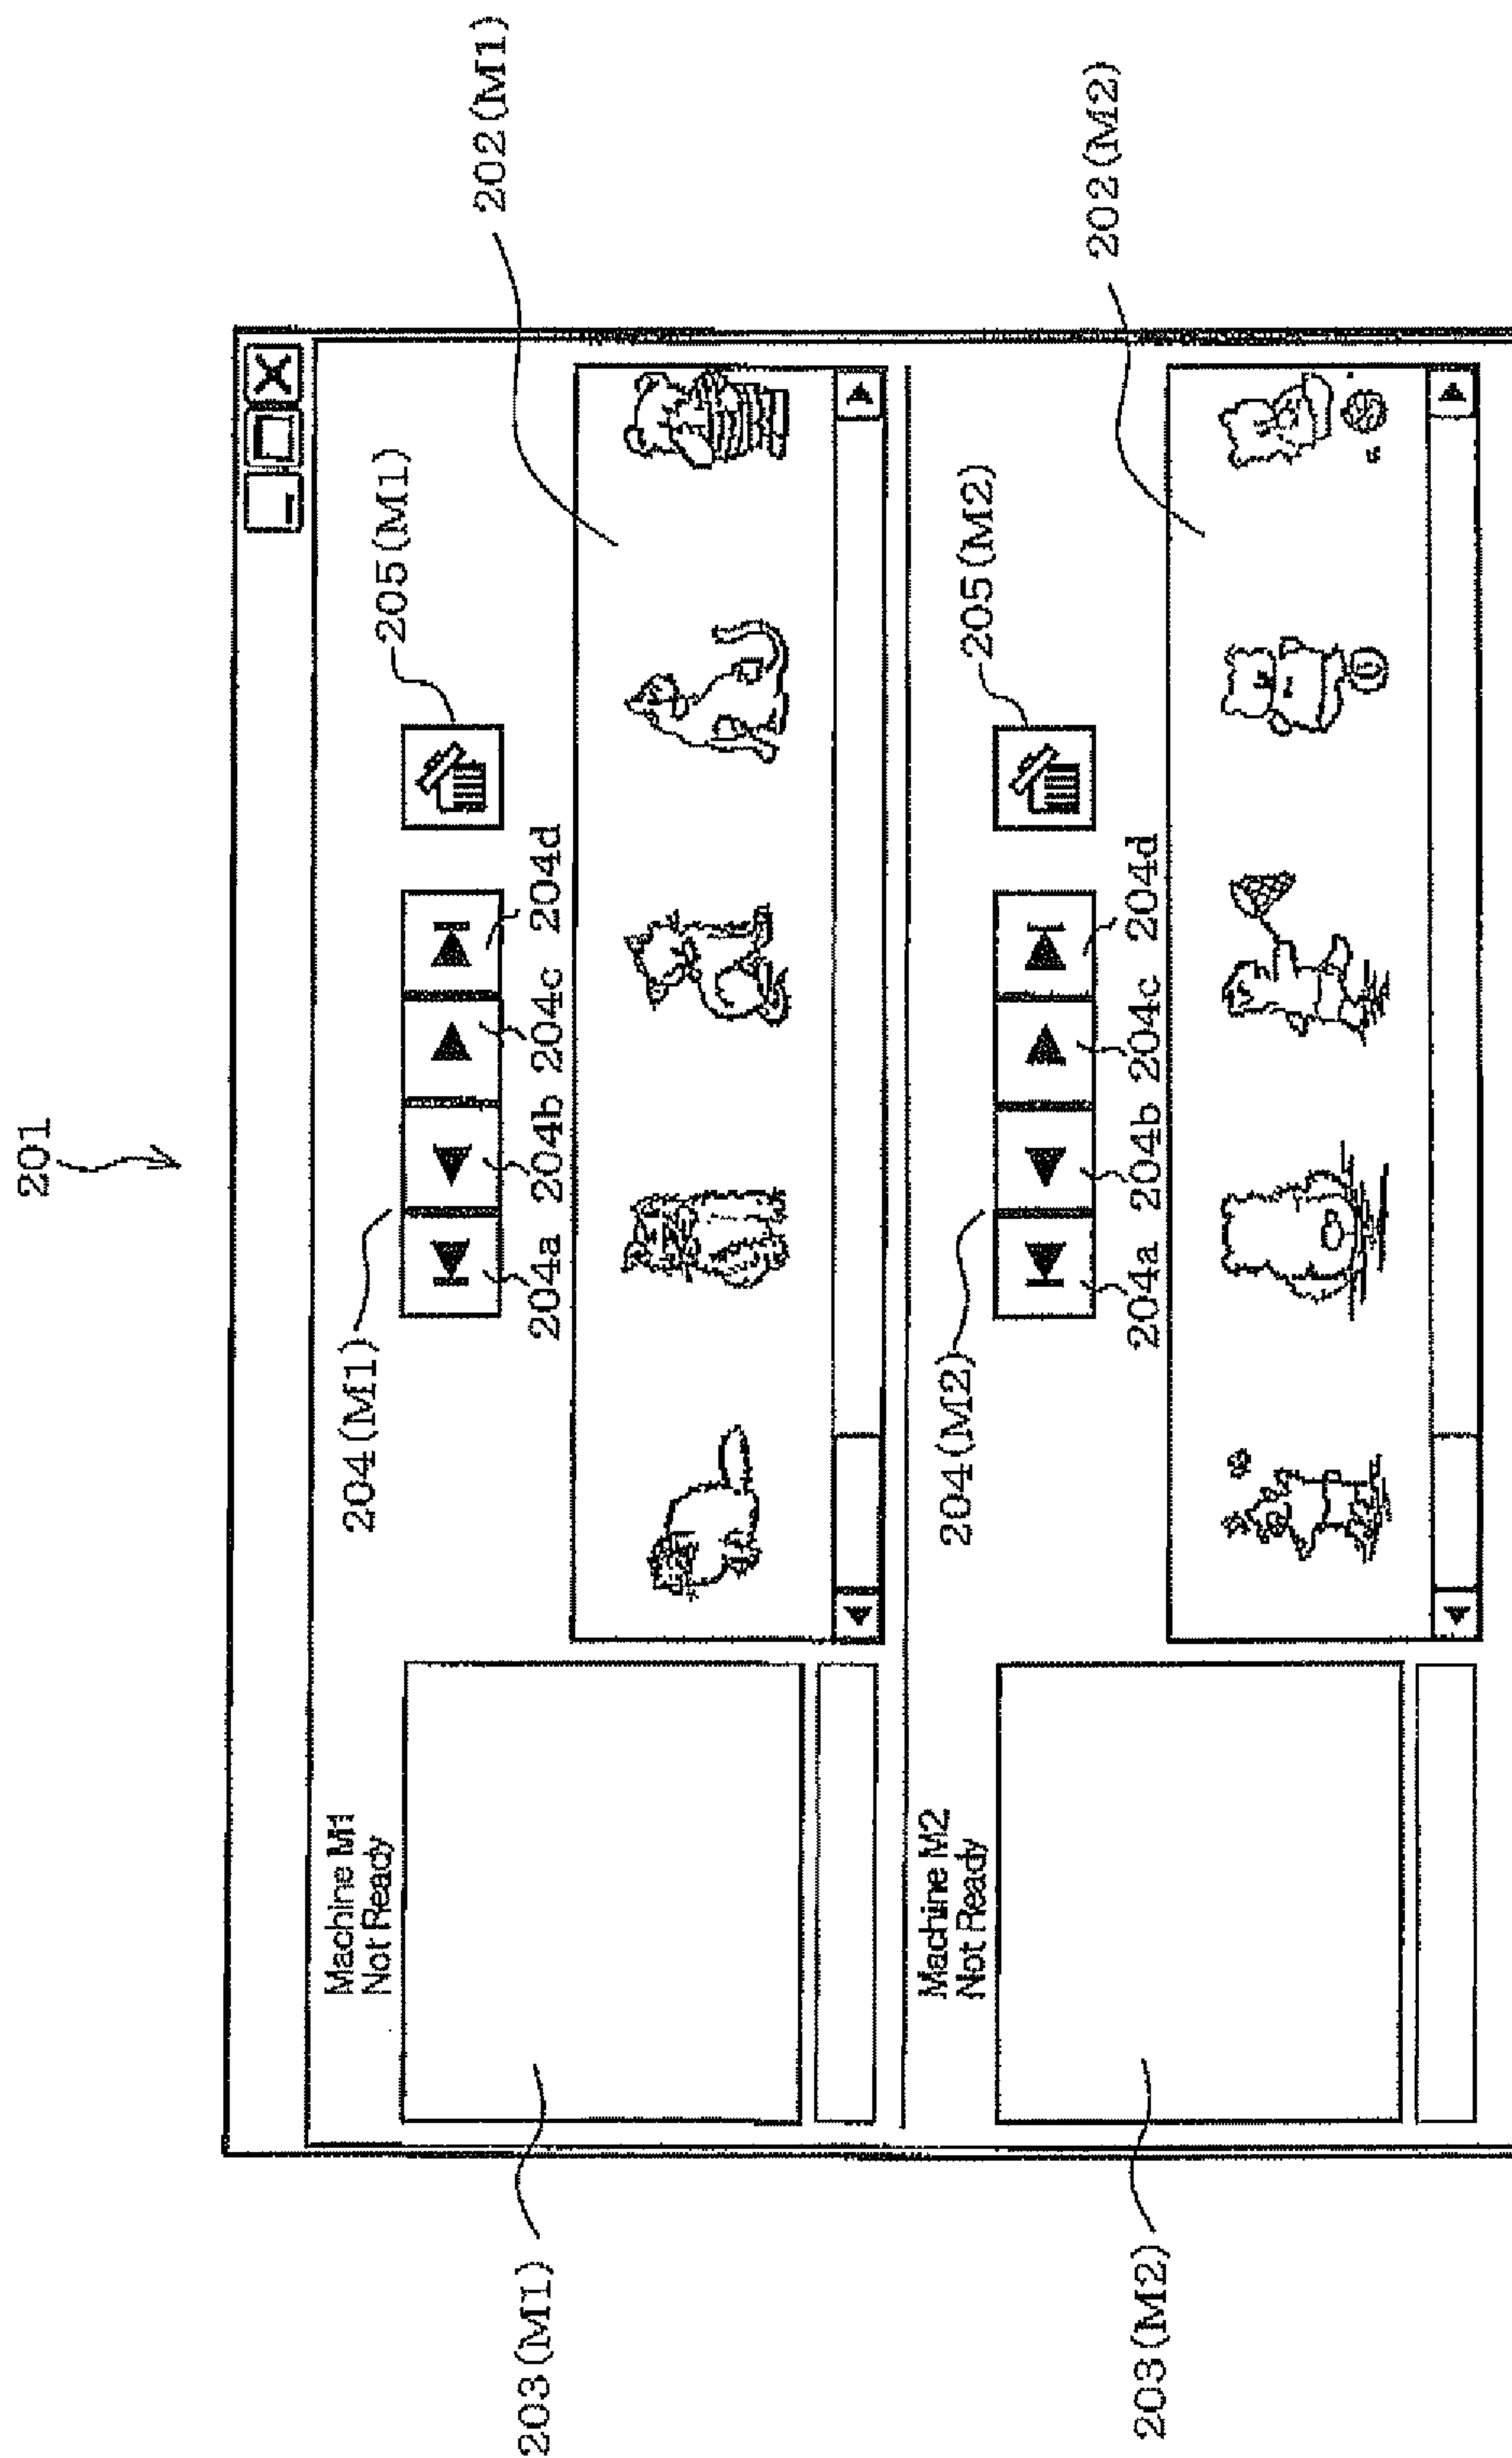 201
202(M1)
205(M1)
204(M1)
204a 204b 204c 204d
Machine M1
Not Ready
203(M1)
202(M2)
205(M2)
204(M2)
204a 204b 204c 204d
Machine M2
Not Ready
203(M2)